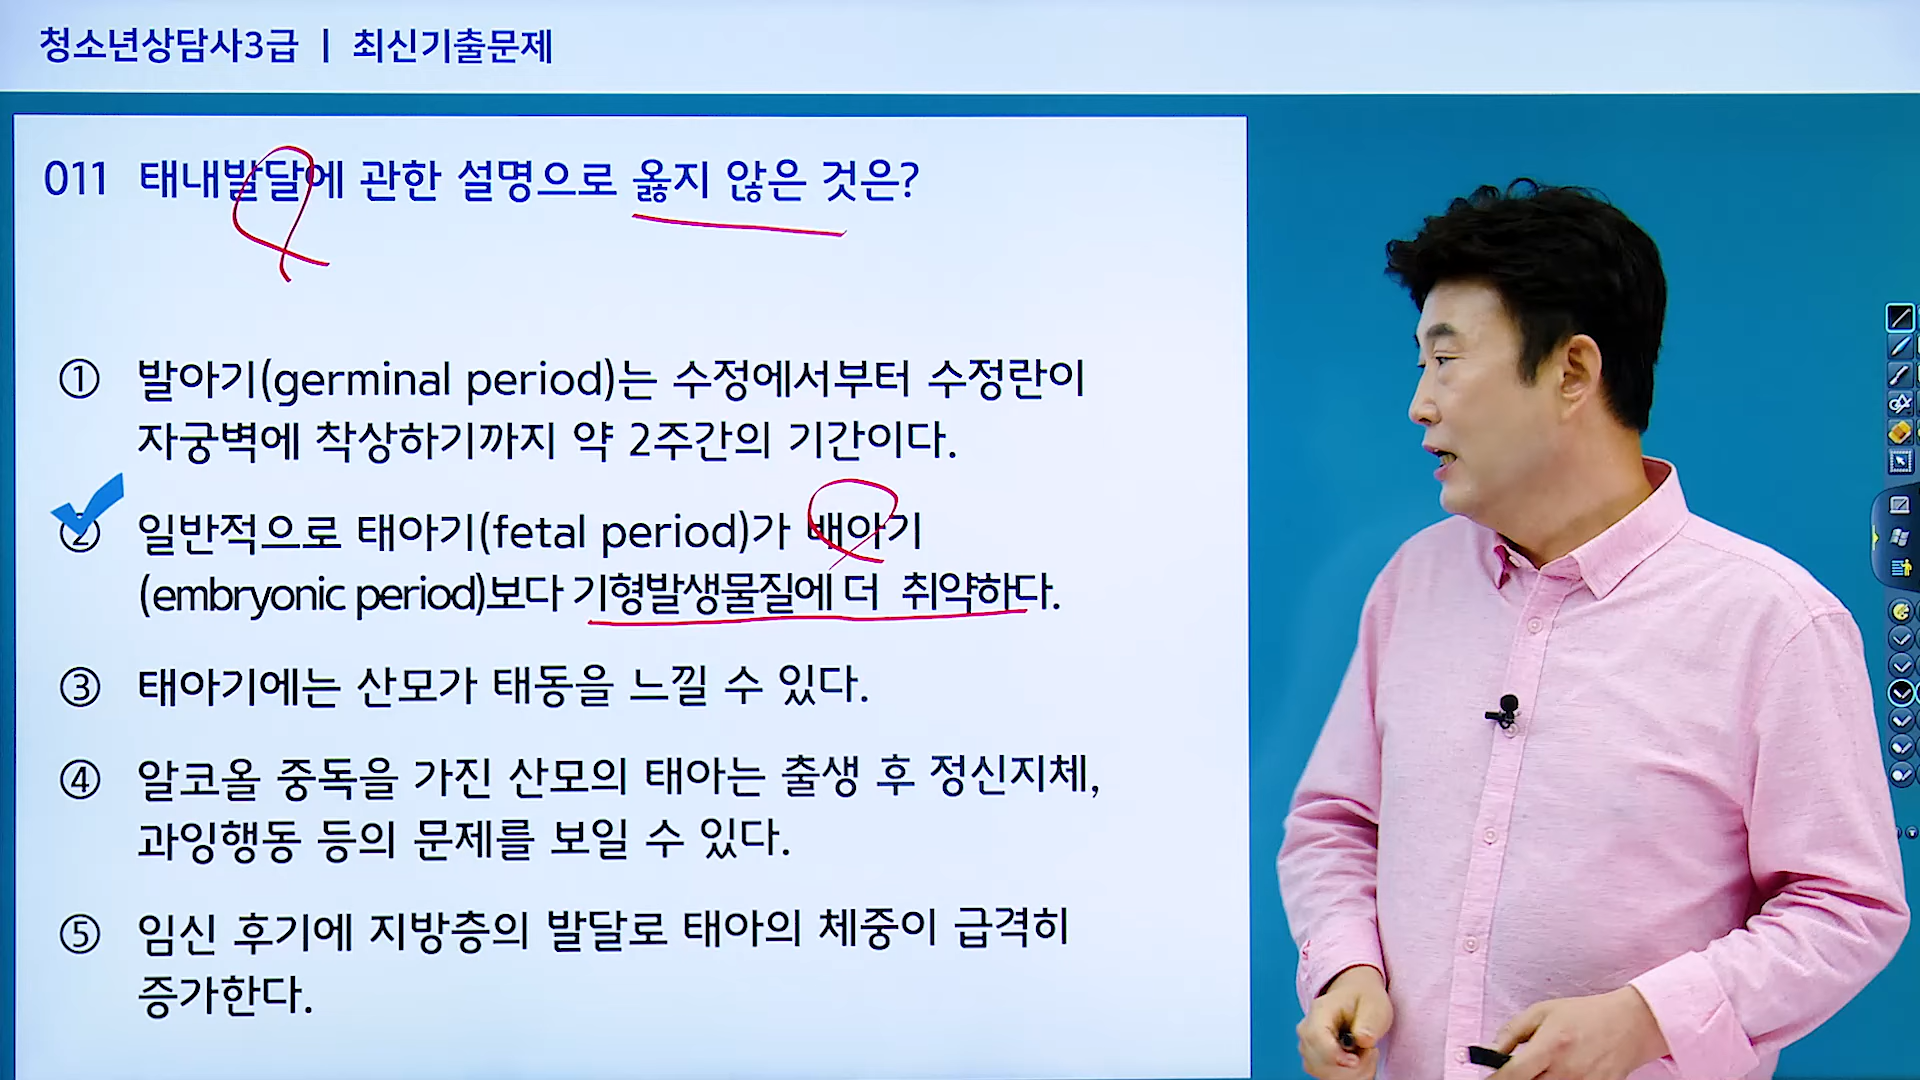 청소년상담사3급 | 최신기출문제
011 태내발달에 관한 설명으로 옳지 않은 것은?
① 발아기(germinal period)는 수정에서부터 수정란이
자궁벽에 착상하기까지 약 2주간의 기간이다.
② 일반적으로 태아기(fetal period)가 배아기
(embryonic period)보다 기형발생물질에 더 취약하다.
③ 태아기에는 산모가 태동을 느낄 수 있다.
④ 알코올 중독을 가진 산모의 태아는 출생 후 정신지체,
과잉행동 등의 문제를 보일 수 있다.
⑤ 임신 후기에 지방층의 발달로 태아의 체중이 급격히
증가한다.